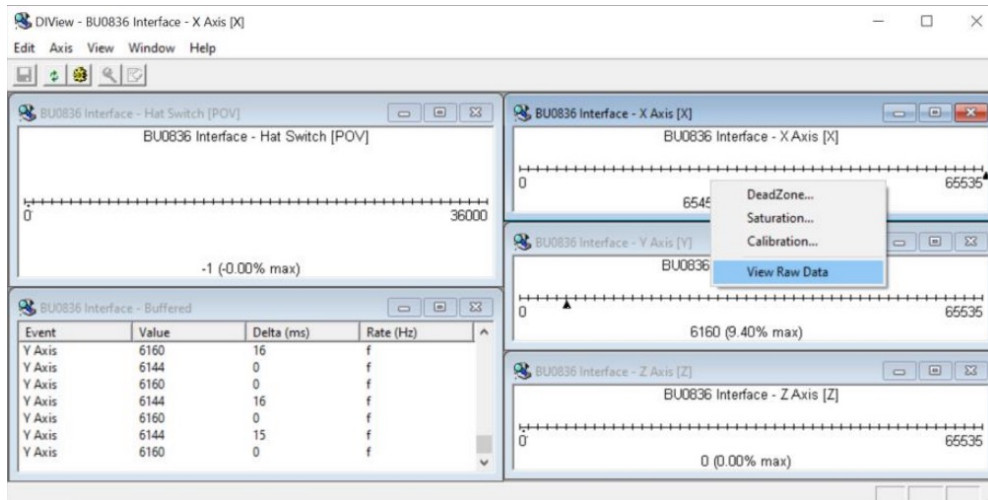 DIView - BU0836 Interface - X Axis [X]
Edit Axis View Window Help
BU0836 Interface - Hat Switch [POV]
BU0836 Interface - Hat Switch [POV]
0 36000
-1 (-0.00% max)
BU0836 Interface - Buffered
Event Value Delta (ms) Rate (Hz)
Y Axis 6160 16 f
Y Axis 6144 0 f
Y Axis 6160 0 f
Y Axis 6144 16 f
Y Axis 6160 0 f
Y Axis 6144 15 f
Y Axis 6160 0 f
BU0836 Interface - X Axis [X]
BU0836 Interface - X Axis [X]
0 65535
6545
DeadZone...
Saturation...
Calibration...
View Raw Data
BU0836 Interface - Y Axis [Y]
BU0836
0 65535
6160 (9.40% max)
BU0836 Interface - Z Axis [Z]
BU0836 Interface - Z Axis [Z]
0 65535
0 (0.00% max)